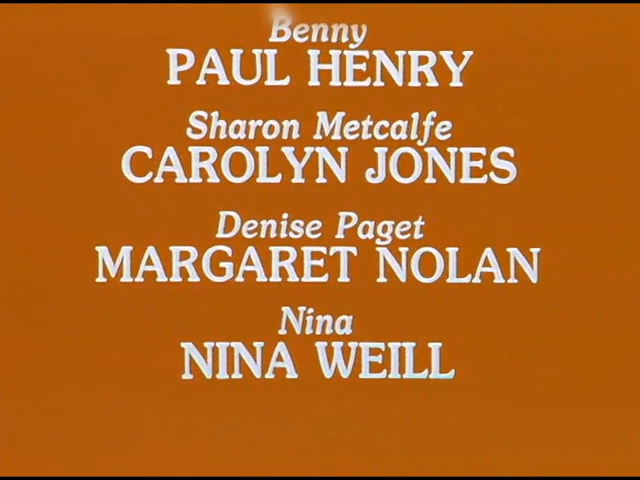 Benny
PAUL HENRY
Sharon Metcalfe
CAROLYN JONES
Denise Paget
MARGARET NOLAN
Nina
NINA WEILL